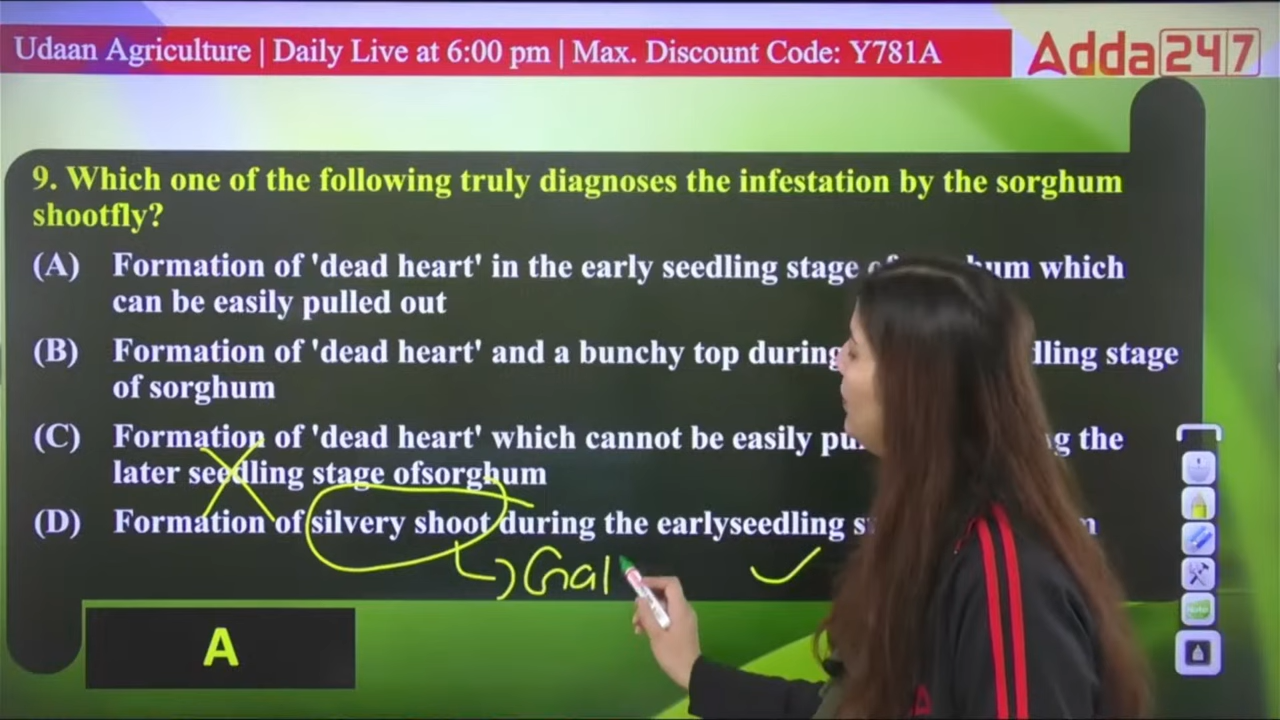 Udaan Agriculture | Daily Live at 6:00 pm | Max. Discount Code: Y781A
Adda247
9. Which one of the following truly diagnoses the infestation by the sorghum
shootfly?
(A) Formation of 'dead heart' in the early seedling stage which
can be easily pulled out
(B) Formation of 'dead heart' and a bunchy top during stage
of sorghum
(C) Formation of 'dead heart' which cannot be easily the
later seedling stage ofsorghum
(D) Formation of silvery shoot during the earlyseedling
Gal
A